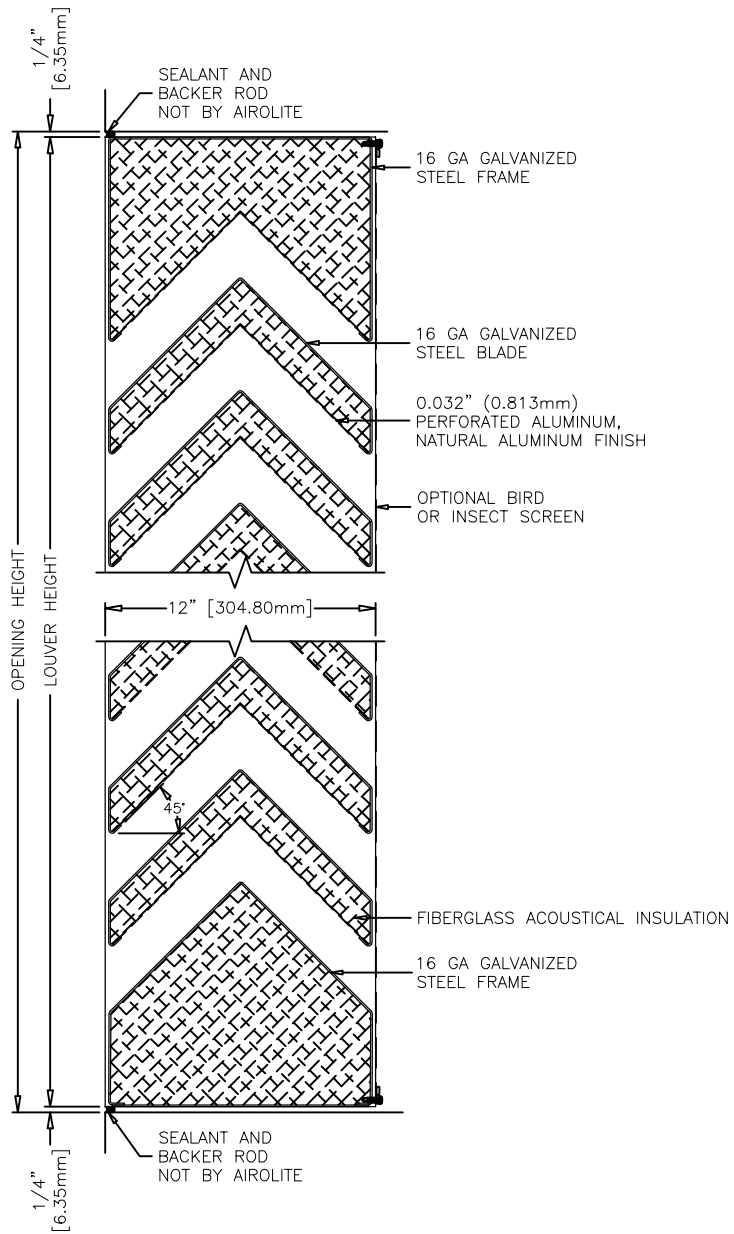 1/4"
[6.35mm]
SEALANT AND
BACKER ROD
NOT BY AIROLITE
16 GA GALVANIZED
STEEL FRAME
16 GA GALVANIZED
STEEL BLADE
0.032" (0.813mm)
PERFORATED ALUMINUM,
NATURAL ALUMINUM FINISH
OPTIONAL BIRD
OR INSECT SCREEN
OPENING HEIGHT
LOUVER HEIGHT
12" [304.80mm]
45°
FIBERGLASS ACOUSTICAL INSULATION
16 GA GALVANIZED
STEEL FRAME
SEALANT AND
BACKER ROD
NOT BY AIROLITE
1/4"
[6.35mm]